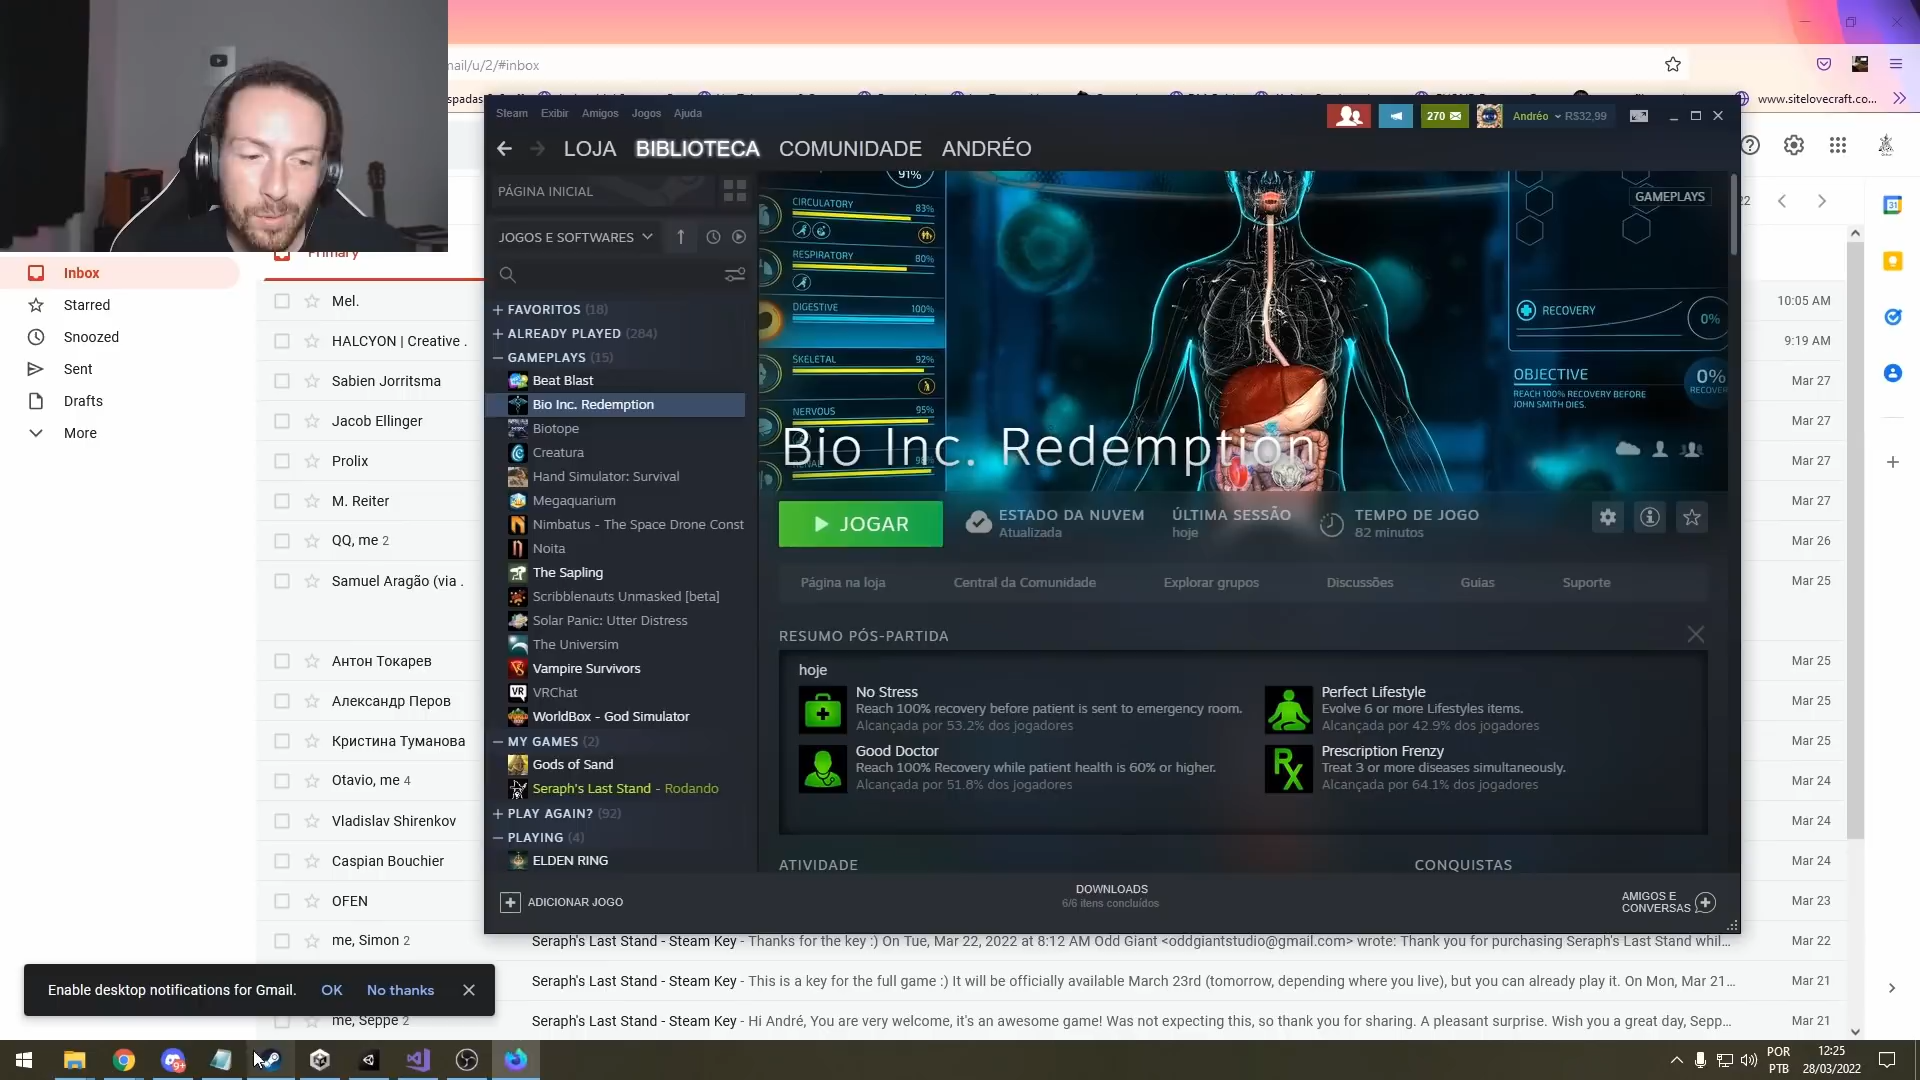 mail/u/2/#inbox
www.sitelovecraft.co...
Steam Exibir Amigos Jogos Ajuda
270
Andréo R$32,99
LOJA BIBLIOTECA COMUNIDADE ANDRÉO
PÁGINA INICIAL
JOGOS E SOFTWARES
+ FAVORITOS (18)
+ ALREADY PLAYED (284)
— GAMEPLAYS (15)
Beat Blast
Bio Inc. Redemption
Biotope
Creatura
Hand Simulator: Survival
Megaquarium
Nimbatus - The Space Drone Const
Noita
The Sapling
Scribblenauts Unmasked [beta]
Solar Panic: Utter Distress
The Universim
Vampire Survivors
VRChat
WorldBox - God Simulator
— MY GAMES (2)
Gods of Sand
Seraph's Last Stand - Rodando
+ PLAY AGAIN? (92)
— PLAYING (4)
ELDEN RING
ADICIONAR JOGO
91%
CIRCULATORY 83%
RESPIRATORY 80%
DIGESTIVE 100%
SKELETAL 92%
NERVOUS 95%
GAMEPLAYS
RECOVERY 0%
OBJECTIVE
REACH 100% RECOVERY BEFORE
JOHN SMITH DIES.
0%
Bio Inc. Redemption
JOGAR
ESTADO DA NUVEM
Atualizada
ÚLTIMA SESSÃO
hoje
TEMPO DE JOGO
82 minutos
Página na loja Central da Comunidade Explorar grupos Discussões Guias Suporte
RESUMO PÓS-PARTIDA
hoje
No Stress
Reach 100% recovery before patient is sent to emergency room.
Alcançada por 53.2% dos jogadores
Perfect Lifestyle
Evolve 6 or more Lifestyles items.
Alcançada por 42.9% dos jogadores
Good Doctor
Reach 100% Recovery while patient health is 60% or higher.
Alcançada por 51.8% dos jogadores
Prescription Frenzy
Treat 3 or more diseases simultaneously.
Alcançada por 64.1% dos jogadores
ATIVIDADE CONQUISTAS
DOWNLOADS
6/6 itens concluídos
AMIGOS E
CONVERSAS
Primary
Inbox
Starred
Snoozed
Sent
Drafts
More
Mel. 10:05 AM
HALCYON | Creative . 9:19 AM
Sabien Jorritsma Mar 27
Jacob Ellinger Mar 27
Prolix Mar 27
M. Reiter Mar 27
QQ, me 2 Mar 26
Samuel Aragão (via . Mar 25
Антон Токарев Mar 25
Александр Перов Mar 25
Кристина Туманова Mar 25
Otavio, me 4 Mar 24
Vladislav Shirenkov Mar 24
Caspian Bouchier Mar 24
OFEN Mar 23
me, Simon 2 Seraph's Last Stand - Steam Key - Thanks for the key :) On Tue, Mar 22, 2022 at 8:12 AM Odd Giant <oddgiantstudio@gmail.com> wrote: Thank you for purchasing Seraph's Last Stand whil... Mar 22
Seraph's Last Stand - Steam Key - This is a key for the full game :) It will be officially available March 23rd (tomorrow, depending where you live), but you can already play it. On Mon, Mar 21... Mar 21
me, Seppe 2 Seraph's Last Stand - Steam Key - Hi André, You are very welcome, it's an awesome game! Was not expecting this, so thank you for sharing. A pleasant surprise. Wish you a great day, Sepp... Mar 21
Enable desktop notifications for Gmail. OK No thanks
POR
PTB
12:25
28/03/2022